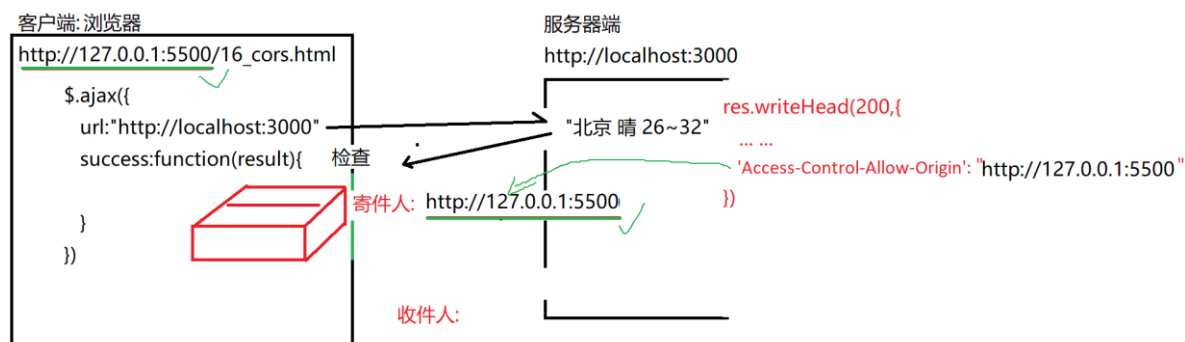 客户端: 浏览器
http://127.0.0.1:5500/16_cors.html
$.ajax({
url:"http://localhost:3000"
success:function(result){
}
})
检查
寄件人: http://127.0.0.1:5500
收件人:
服务器端
http://localhost:3000
"北京 晴 26~32"
res.writeHead(200,{
... ...
'Access-Control-Allow-Origin': "http://127.0.0.1:5500"
})